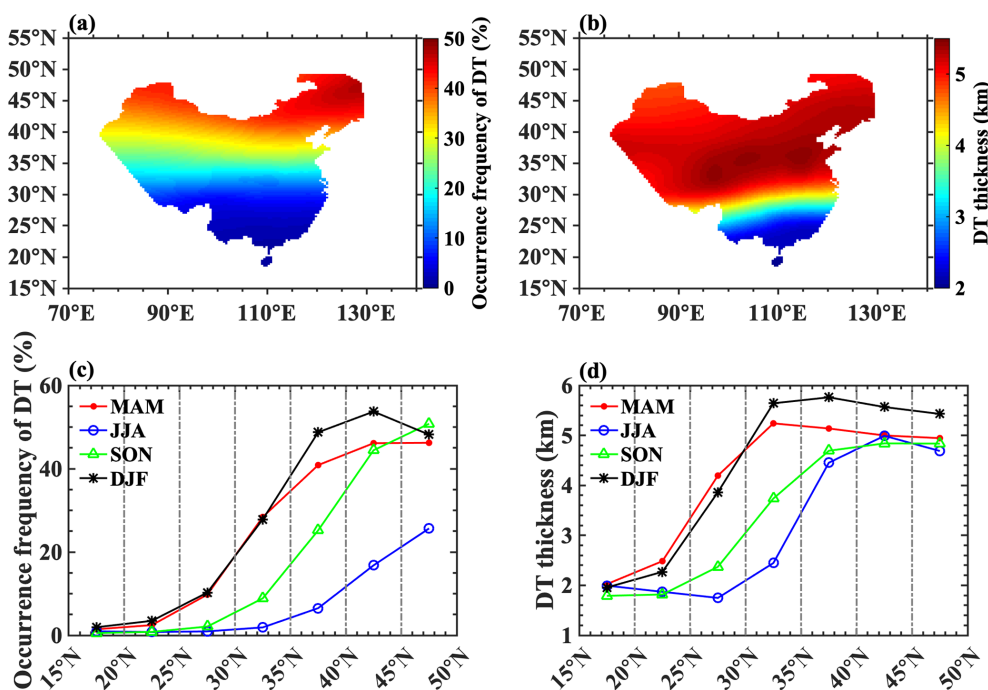 (a)
55°N
50°N
45°N
40°N
35°N
30°N
25°N
20°N
15°N
70°E 90°E 110°E 130°E
50
40
30
20
10
0
Occurrence frequency of DT (%)
(b)
55°N
50°N
45°N
40°N
35°N
30°N
25°N
20°N
15°N
70°E 90°E 110°E 130°E
5
4
3
2
DT thickness (km)
(c)
Occurrence frequency of DT (%)
60
40
20
0
MAM
JJA
SON
DJF
15°N 20°N 25°N 30°N 35°N 40°N 45°N 50°N
(d)
DT thickness (km)
6
5
4
3
2
1
MAM
JJA
SON
DJF
15°N 20°N 25°N 30°N 35°N 40°N 45°N 50°N